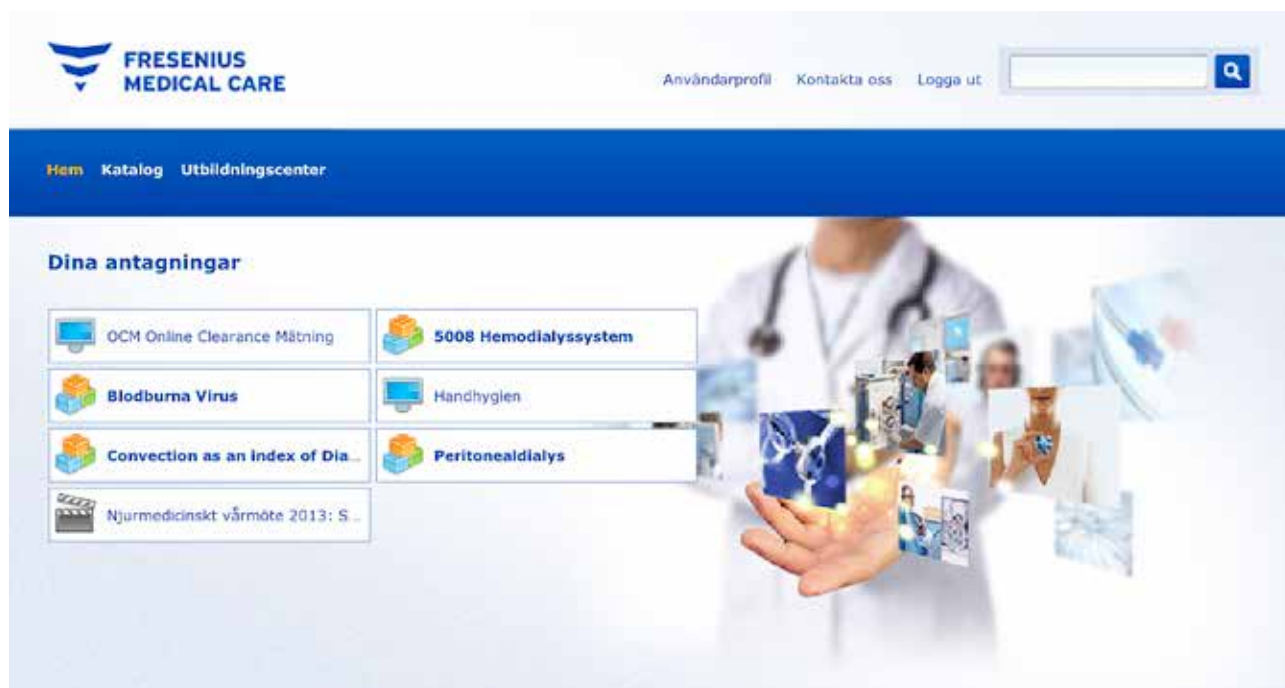 FRESENIUS
MEDICAL CARE
Användarprofil Kontakta oss Logga ut
Hem Katalog Utbildningscenter
Dina antagningar
OCM Online Clearance Mätning
5008 Hemodialyssystem
Blodburna Virus
Handhygien
Convection as an index of Dia...
Peritonealdialys
Njurmedicinskt vårmöte 2013: S...